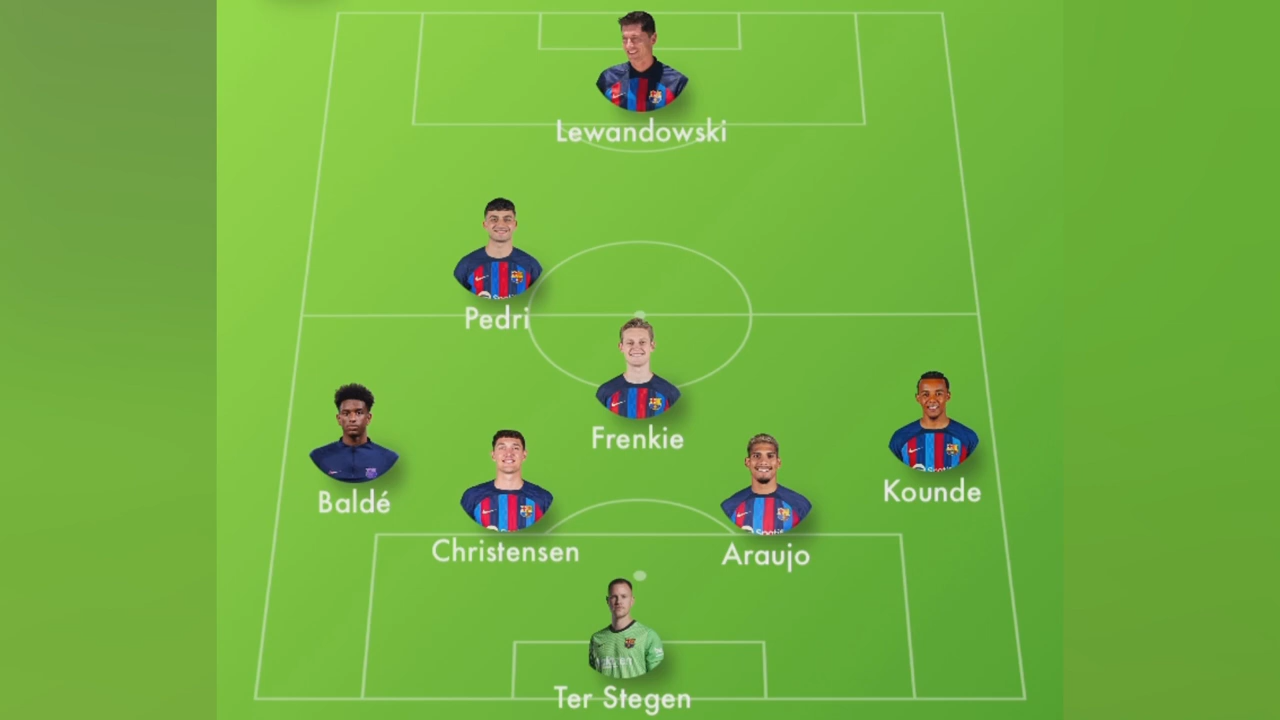 Lewandowski
Pedri
Frenkie
Baldé
Kounde
Christensen
Araujo
Ter Stegen